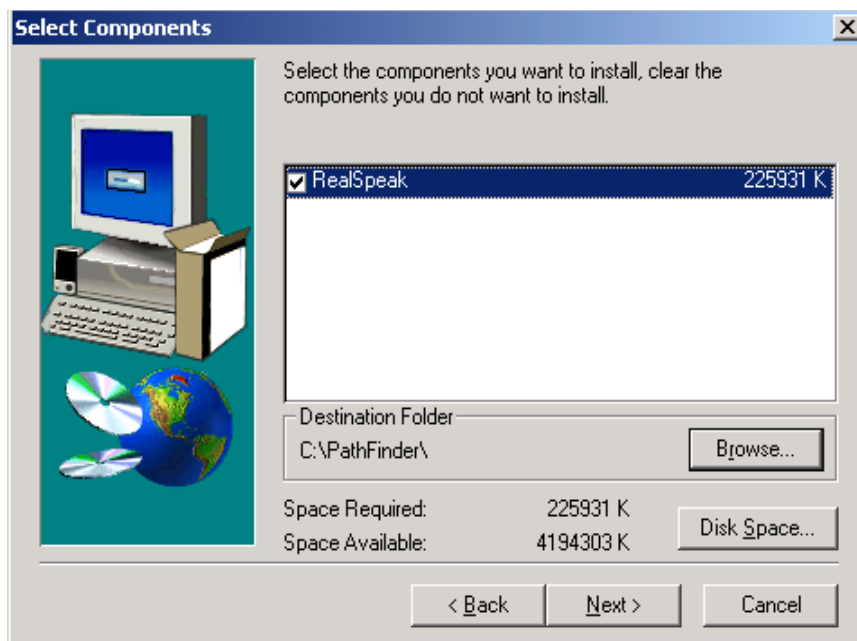 Select Components
Select the components you want to install, clear the
components you do not want to install.
RealSpeak 225931 K
Destination Folder
C:\PathFinder\
Browse...
Space Required: 225931 K
Space Available: 4194303 K
Disk Space...
< Back Next > Cancel